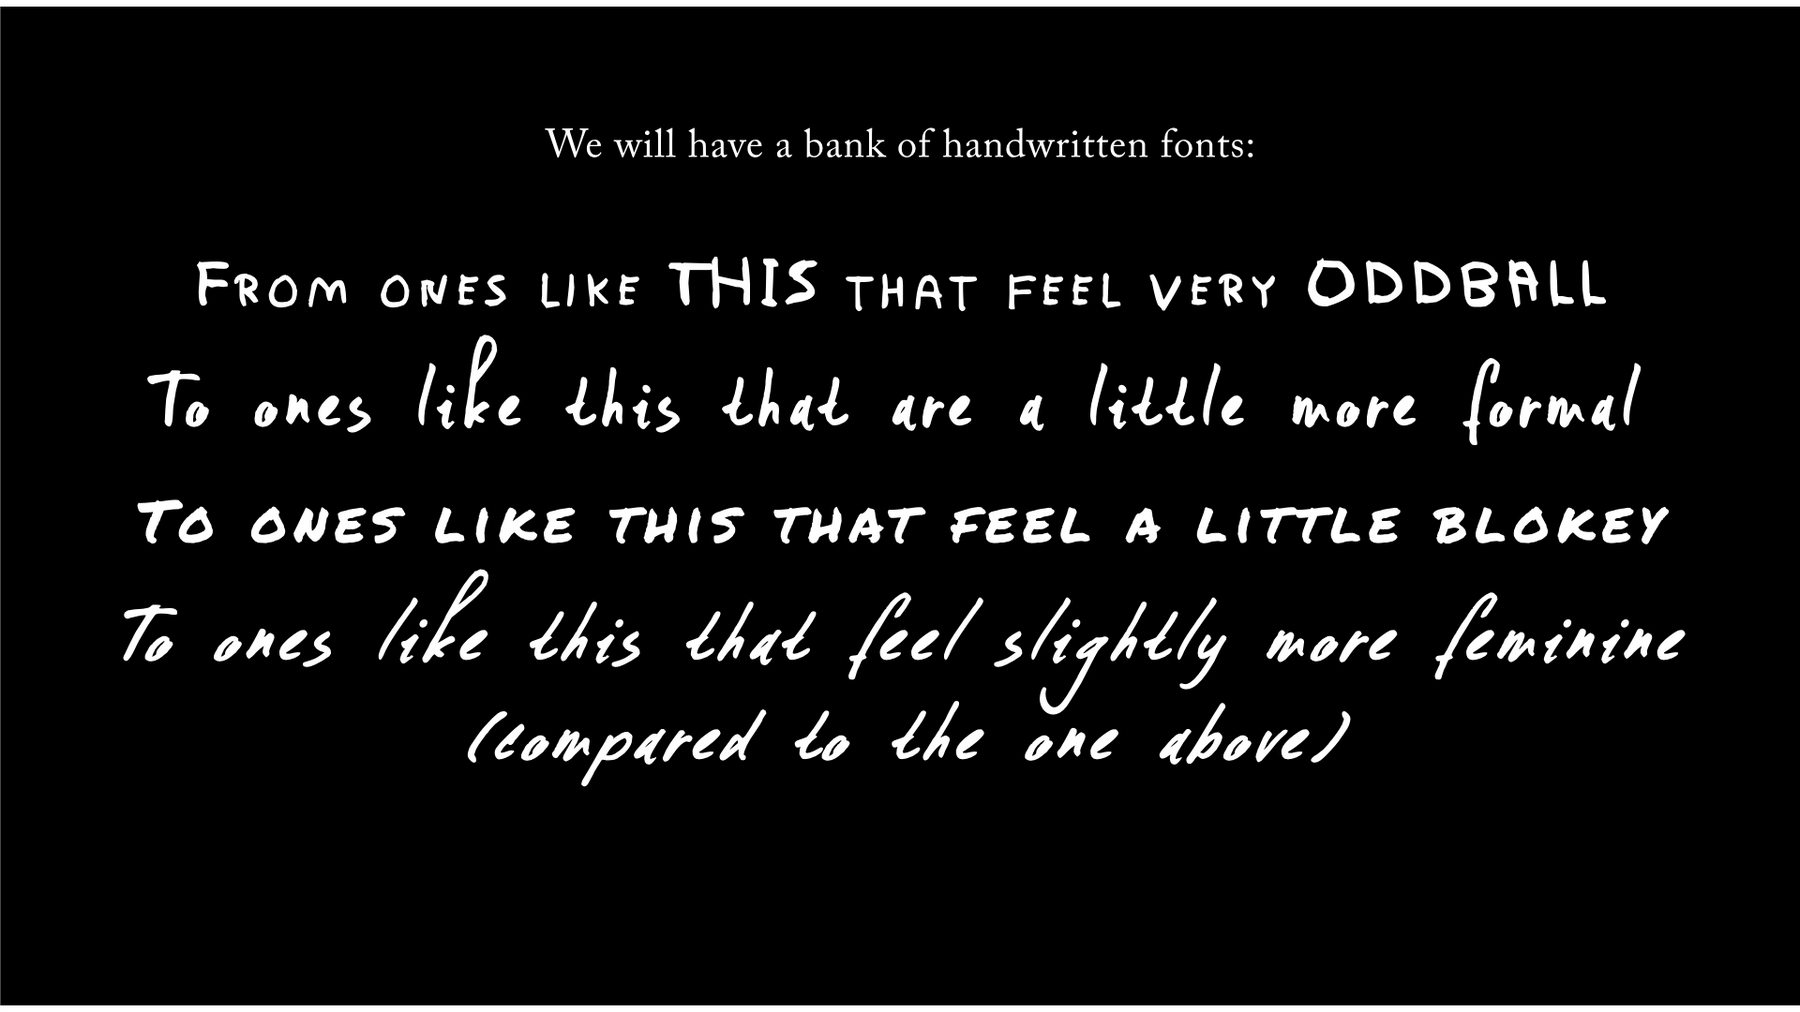 We will have a bank of handwritten fonts:
FROM ONES LIKE THIS THAT FEEL VERY ODDBALL
To ones like this that are a little more formal
TO ONES LIKE THIS THAT FEEL A LITTLE BLOKEY
To ones like this that feel slightly more feminine
(compared to the one above)